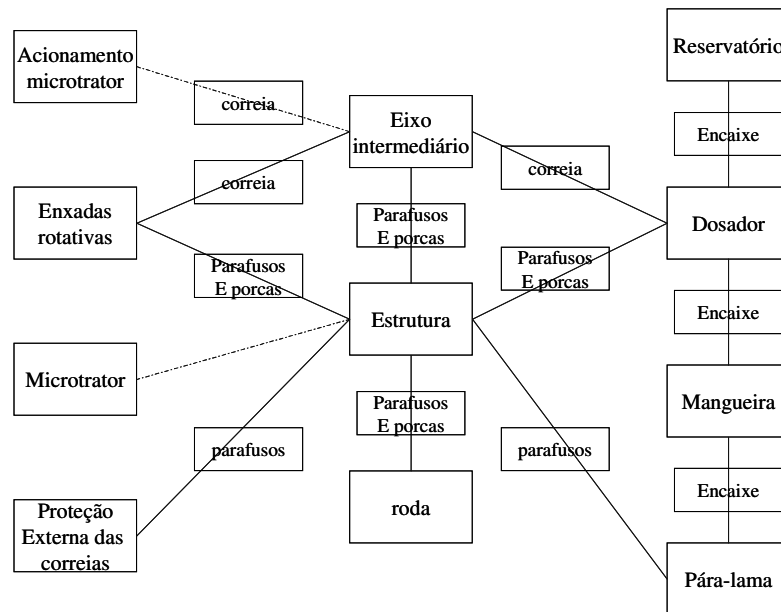 Acionamento
microtrator
correia
Eixo
intermediário
Reservatório
Encaixe
Enxadas
rotativas
correia
Parafusos
E porcas
correia
Dosador
Parafusos
E porcas
Estrutura
Parafusos
E porcas
Encaixe
Microtrator
Parafusos
E porcas
Mangueira
parafusos
parafusos
Encaixe
Proteção
Externa das
correias
roda
Pára-lama